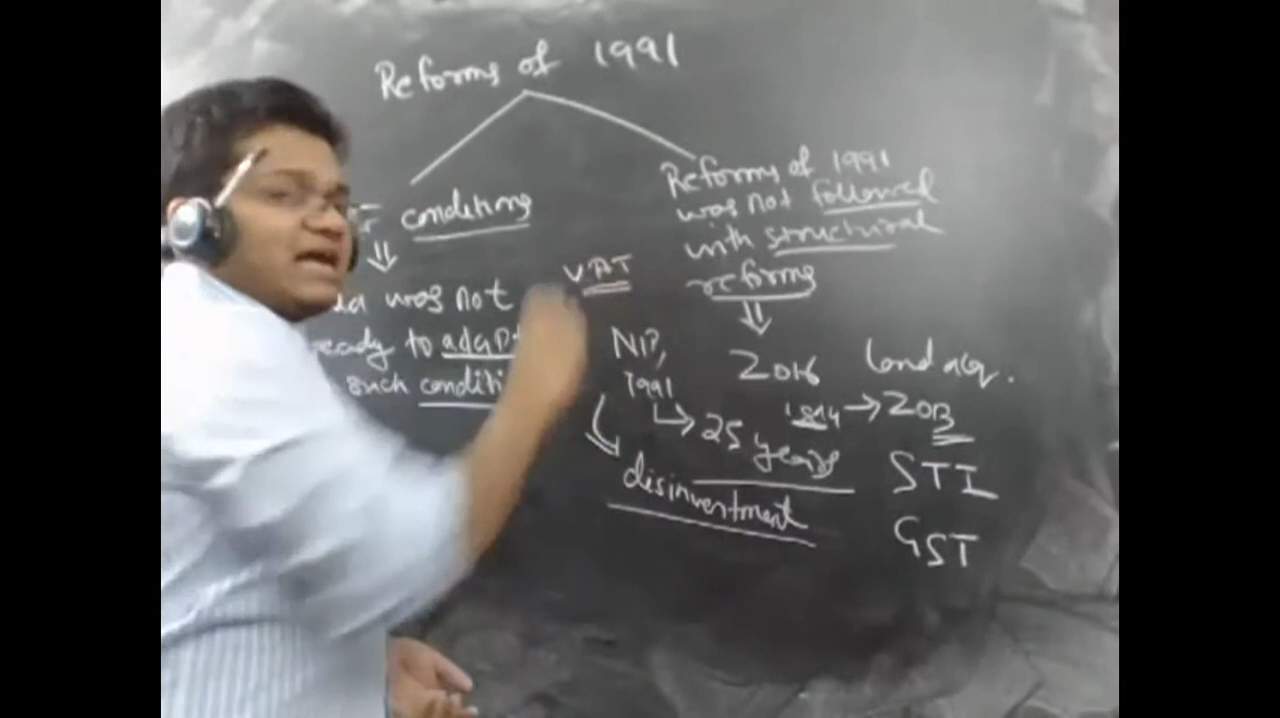 Reforms of 1991
conditions
was not
ready to adapt
such conditi
Reforms of 1991
was not followed
with structural
reforms
VAT
2016
NIP,
1991
25 years
disinvestment
Land acq.
1894 → 2013
STI
GST